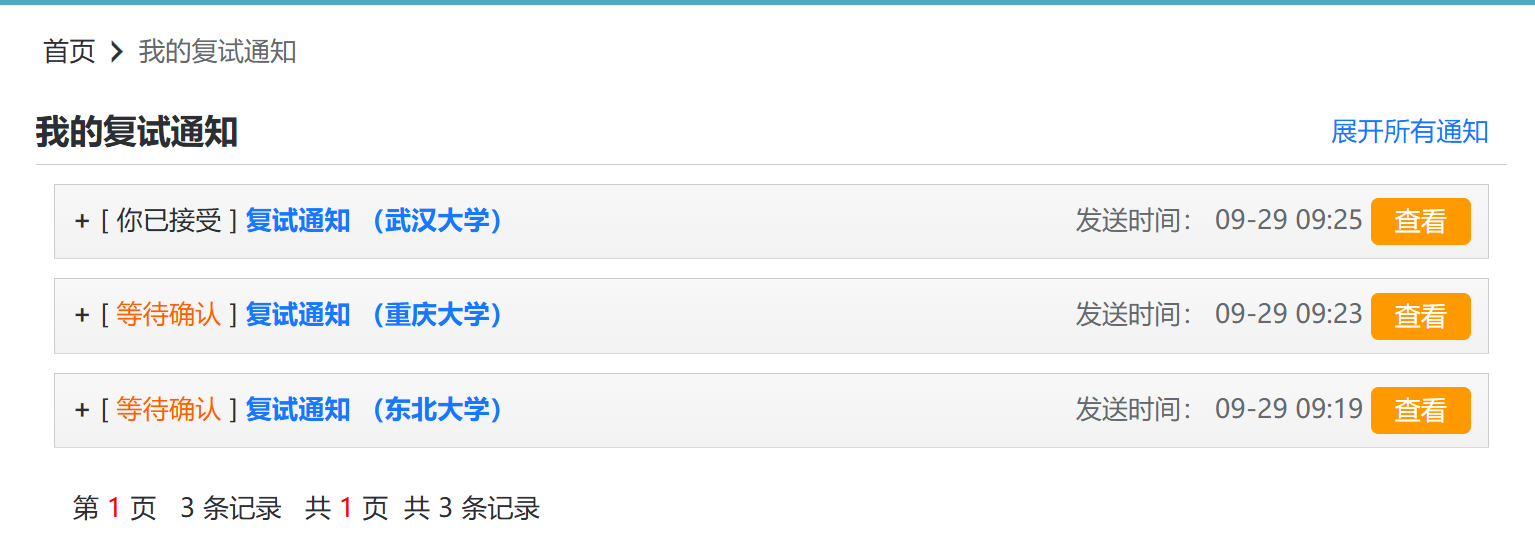 首页 > 我的复试通知
我的复试通知 展开所有通知
+ [ 你已接受 ] 复试通知 （武汉大学） 发送时间： 09-29 09:25 查看
+ [ 等待确认 ] 复试通知 （重庆大学） 发送时间： 09-29 09:23 查看
+ [ 等待确认 ] 复试通知 （东北大学） 发送时间： 09-29 09:19 查看
第 1 页 3 条记录 共 1 页 共 3 条记录